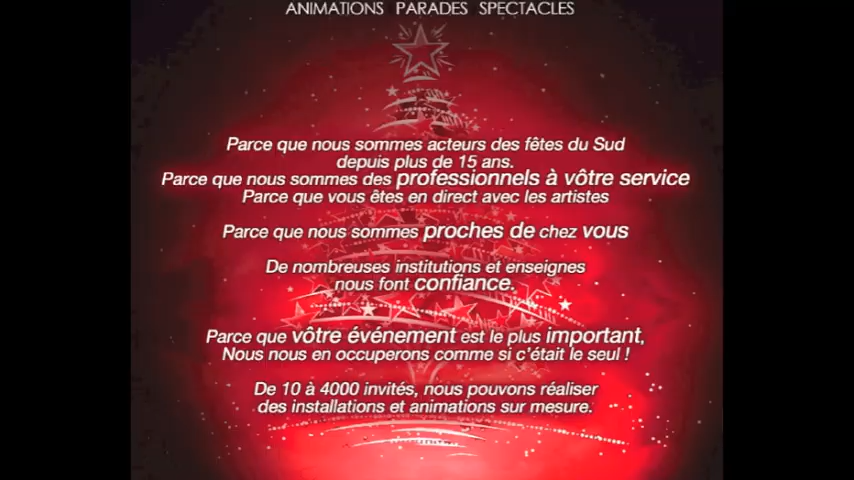 ANIMATIONS PARADES SPECTACLES
Parce que nous sommes acteurs des fêtes du Sud
depuis plus de 15 ans.
Parce que nous sommes des professionnels à vôtre service
Parce que vous êtes en direct avec les artistes
Parce que nous sommes proches de chez vous
De nombreuses institutions et enseignes
nous font confiance.
Parce que vôtre événement est le plus important,
Nous nous en occuperons comme si c'était le seul !
De 10 à 4000 invités, nous pouvons réaliser
des installations et animations sur mesure.